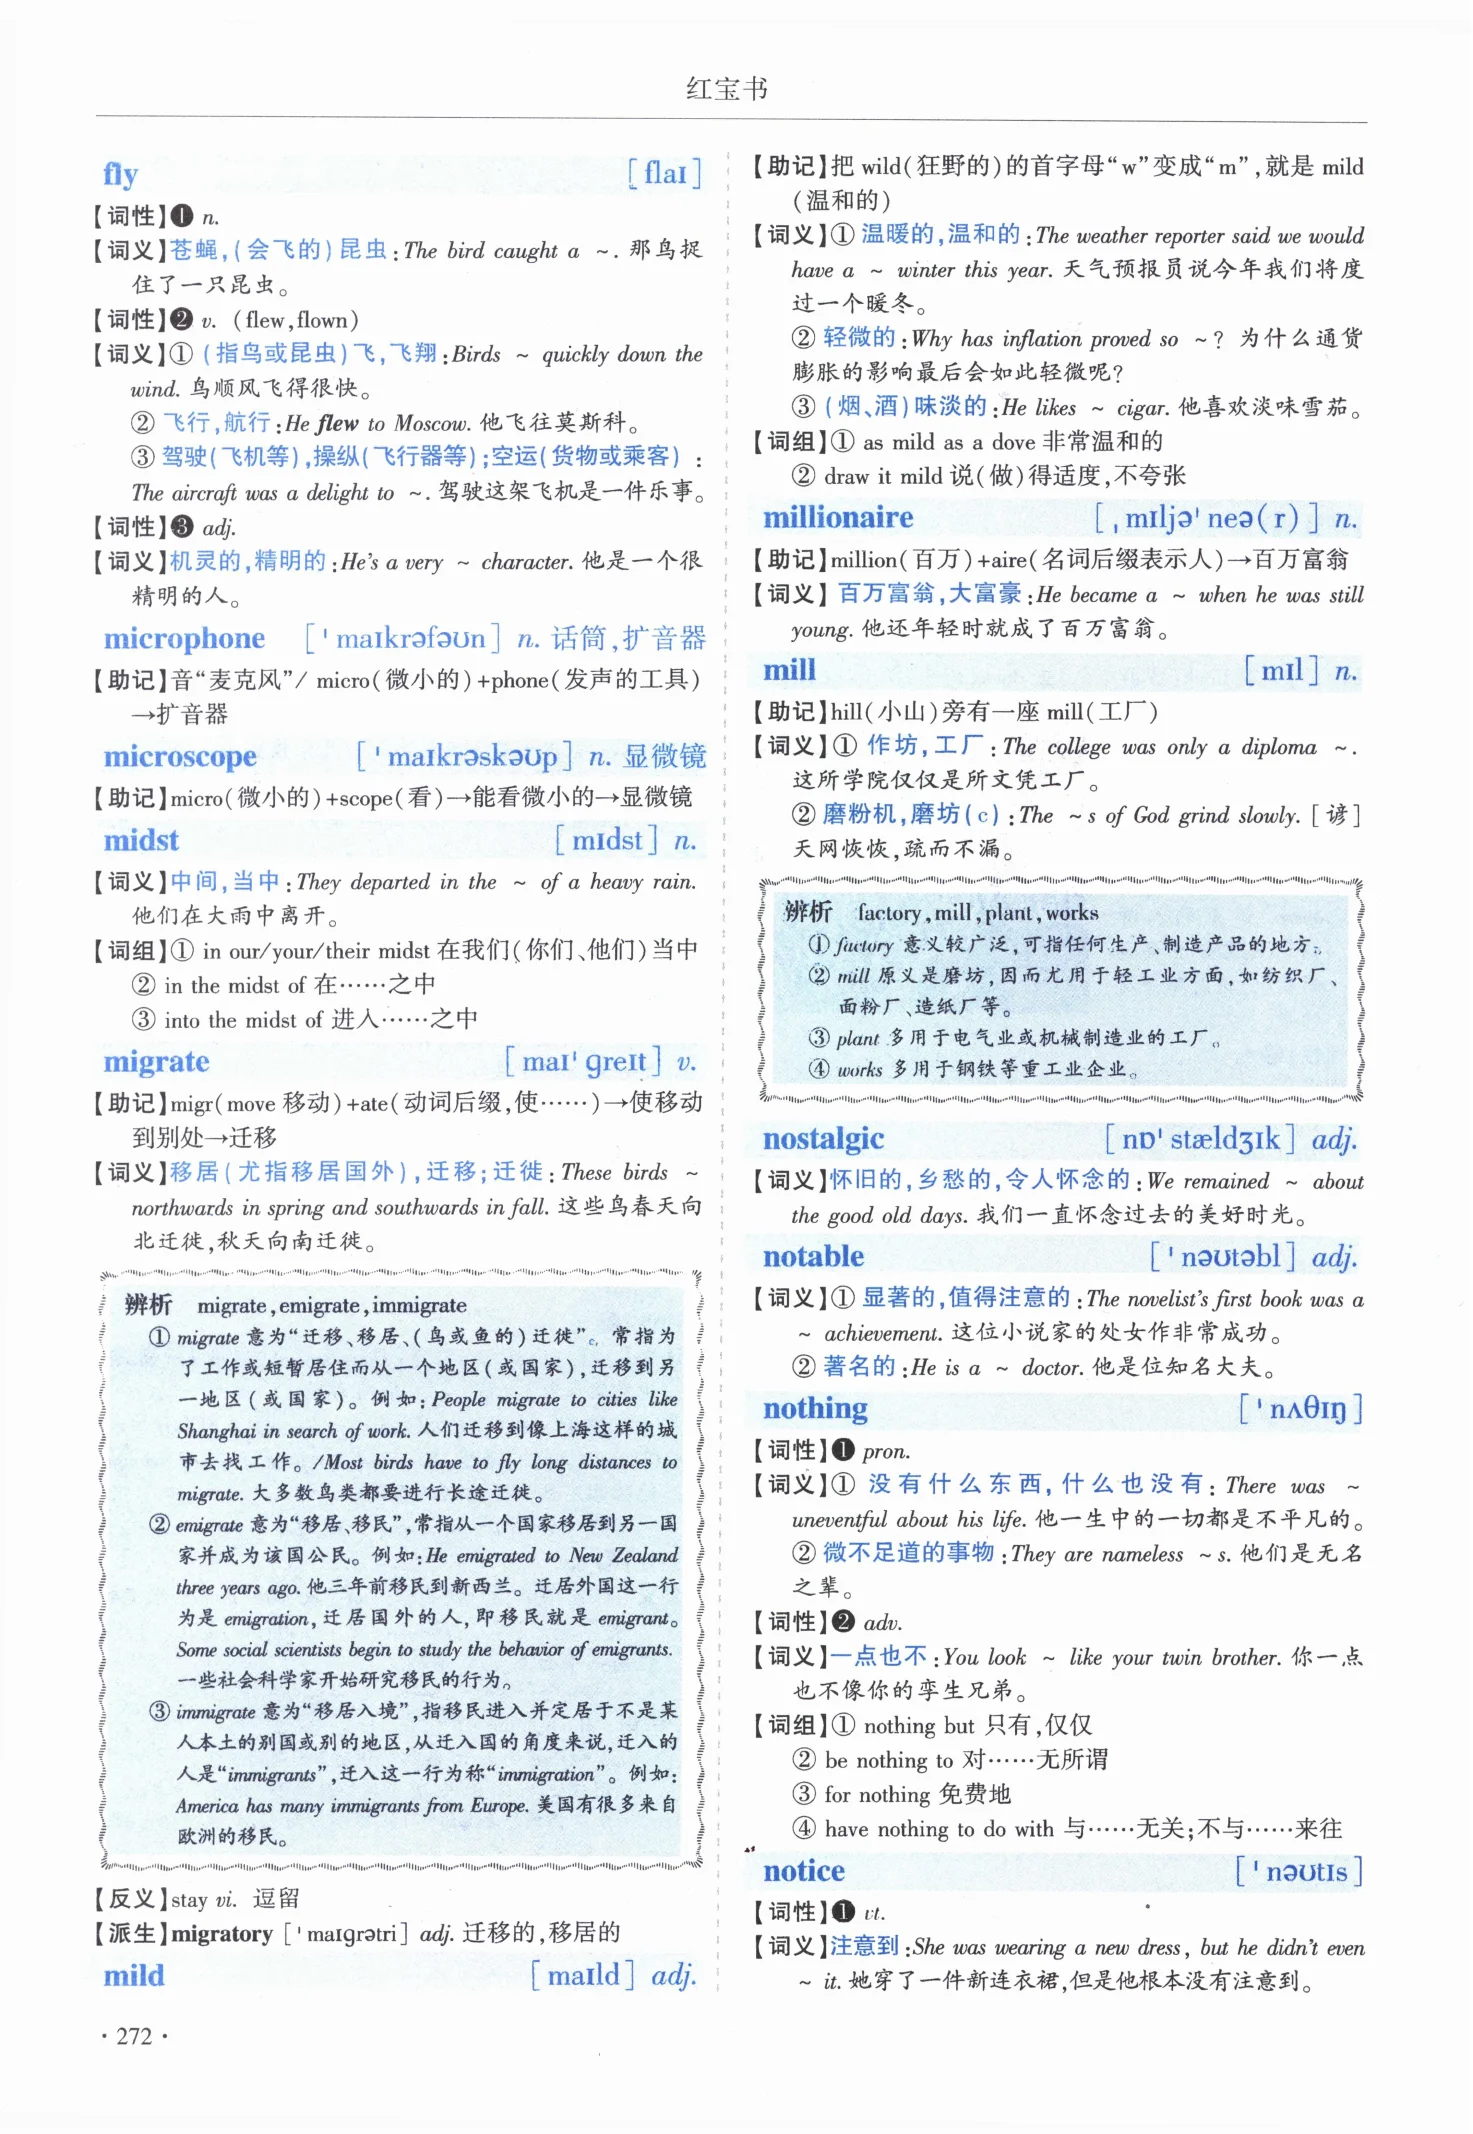 红宝书
fly [flaɪ]
【词性】❶ n.
【词义】苍蝇,(会飞的)昆虫:The bird caught a ~. 那鸟捉
住了一只昆虫。
【词性】❷ v. (flew,flown)
【词义】①(指鸟或昆虫)飞,飞翔:Birds ~ quickly down the
wind. 鸟顺风飞得很快。
② 飞行,航行:He flew to Moscow. 他飞往莫斯科。
③ 驾驶(飞机等),操纵(飞行器等);空运(货物或乘客):
The aircraft was a delight to ~. 驾驶这架飞机是一件乐事。
【词性】❸ adj.
【词义】机灵的,精明的:He's a very ~ character. 他是一个很
精明的人。
microphone [ˈmaɪkrəfəʊn] n. 话筒,扩音器
【助记】音“麦克风”/ micro(微小的)+phone(发声的工具)
→扩音器
microscope [ˈmaɪkrəskəʊp] n. 显微镜
【助记】micro(微小的)+scope(看)→能看微小的→显微镜
midst [mɪdst] n.
【词义】中间,当中:They departed in the ~ of a heavy rain.
他们在大雨中离开。
【词组】① in our/your/their midst 在我们(你们、他们)当中
② in the midst of 在……之中
③ into the midst of 进入……之中
migrate [maɪˈɡreɪt] v.
【助记】migr(move 移动)+ate(动词后缀,使……)→使移动
到别处→迁移
【词义】移居(尤指移居国外),迁移;迁徙:These birds ~
northwards in spring and southwards in fall. 这些鸟春天向
北迁徙,秋天向南迁徙。
辨析 migrate,emigrate,immigrate
① migrate 意为“迁移、移居、(鸟或鱼的)迁徙”。常指为
了工作或短暂居住而从一个地区(或国家),迁移到另
一地区(或国家)。例如:People migrate to cities like
Shanghai in search of work. 人们迁移到像上海这样的城
市去找工作。/Most birds have to fly long distances to
migrate. 大多数鸟类都要进行长途迁徙。
② emigrate 意为“移居、移民”,常指从一个国家移居到另一国
家并成为该国公民。例如:He emigrated to New Zealand
three years ago. 他三年前移民到新西兰。迁居外国这一行
为是 emigration,迁居国外的人,即移民就是 emigrant。
Some social scientists begin to study the behavior of emigrants.
一些社会科学家开始研究移民的行为。
③ immigrate 意为“移居入境”,指移民进入并定居于不是某
人本土的别国或别的地区,从迁入国的角度来说,迁入的
人是“immigrants”,迁入这一行为称“immigration”。例如:
America has many immigrants from Europe. 美国有很多来自
欧洲的移民。
【反义】stay vi. 逗留
【派生】migratory [ˈmaɪɡrətri] adj. 迁移的,移居的
mild [maɪld] adj.
· 272 ·
【助记】把 wild(狂野的)的首字母“w”变成“m”,就是 mild
(温和的)
【词义】① 温暖的,温和的:The weather reporter said we would
have a ~ winter this year. 天气预报员说今年我们将度
过一个暖冬。
② 轻微的:Why has inflation proved so ~? 为什么通货
膨胀的影响最后会如此轻微呢?
③ (烟、酒)味淡的:He likes ~ cigar. 他喜欢淡味雪茄。
【词组】① as mild as a dove 非常温和的
② draw it mild 说(做)得适度,不夸张
millionaire [ˌmɪljəˈneə(r)] n.
【助记】million(百万)+aire(名词后缀表示人)→百万富翁
【词义】百万富翁,大富豪:He became a ~ when he was still
young. 他还年轻时就成了百万富翁。
mill [mɪl] n.
【助记】hill(小山)旁有一座 mill(工厂)
【词义】① 作坊,工厂:The college was only a diploma ~.
这所学院仅仅是所文凭工厂。
② 磨粉机,磨坊(c):The ~s of God grind slowly. [谚]
天网恢恢,疏而不漏。
辨析 factory,mill,plant,works
① factory 意义较广泛,可指任何生产、制造产品的地方。
② mill 原义是磨坊,因而尤用于轻工业方面,如纺织厂、
面粉厂、造纸厂等。
③ plant 多用于电气业或机械制造业的工厂。
④ works 多用于钢铁等重工业企业。
nostalgic [nɒˈstældʒɪk] adj.
【词义】怀旧的,乡愁的,令人怀念的:We remained ~ about
the good old days. 我们一直怀念过去的美好时光。
notable [ˈnəʊtəbl] adj.
【词义】① 显著的,值得注意的:The novelist's first book was a
~ achievement. 这位小说家的处女作非常成功。
② 著名的:He is a ~ doctor. 他是位知名大夫。
nothing [ˈnʌθɪŋ]
【词性】❶ pron.
【词义】① 没有什么东西,什么也没有:There was ~
uneventful about his life. 他一生中的一切都是不平凡的。
② 微不足道的事物:They are nameless ~s. 他们是无名
之辈。
【词性】❷ adv.
【词义】一点也不:You look ~ like your twin brother. 你一点
也不像你的孪生兄弟。
【词组】① nothing but 只有,仅仅
② be nothing to 对……无所谓
③ for nothing 免费地
④ have nothing to do with 与……无关;不与……来往
notice [ˈnəʊtɪs]
【词性】❶ vt.
【词义】注意到:She was wearing a new dress, but he didn't even
~ it. 她穿了一件新连衣裙,但是他根本没有注意到。